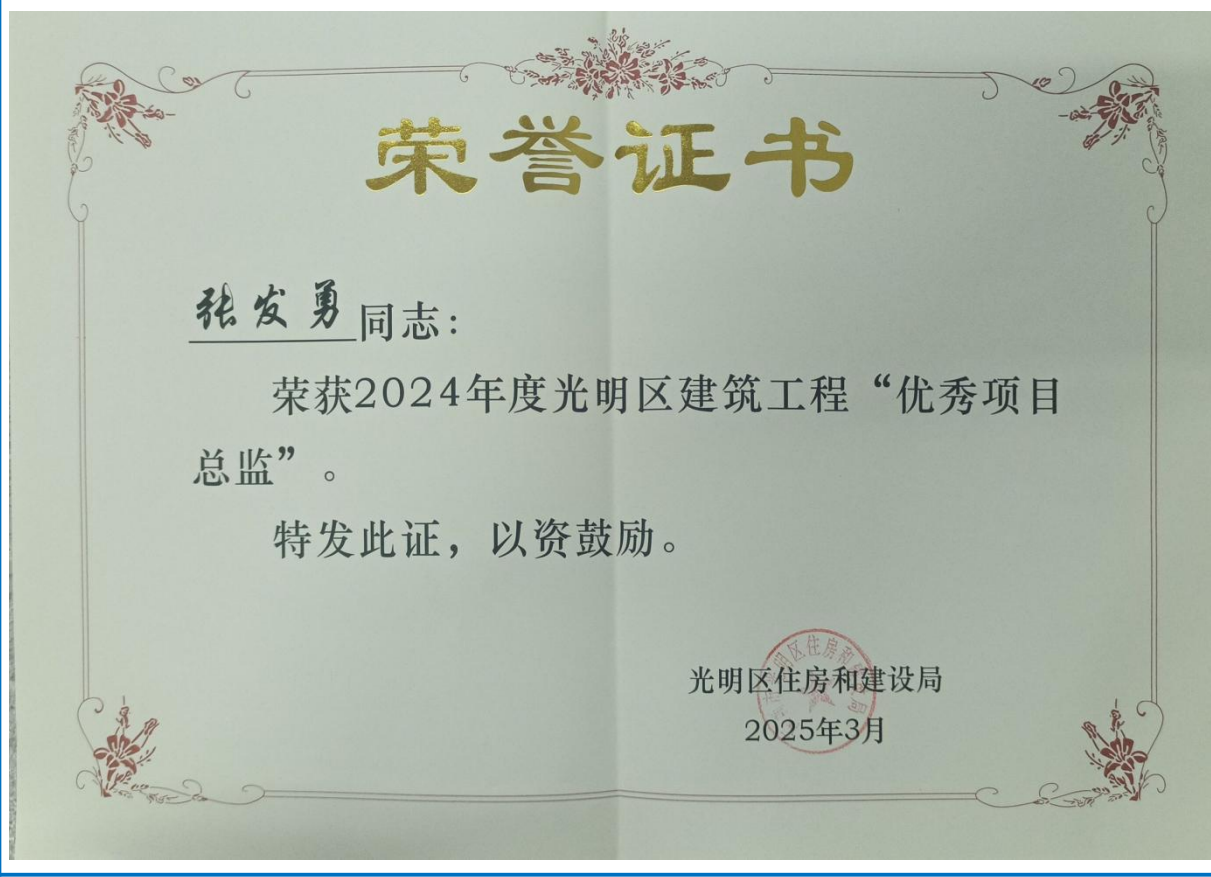 荣誉证书
张发勇同志：
荣获2024年度光明区建筑工程“优秀项目
总监”。
特发此证，以资鼓励。
光明区住房和建设局
2025年3月